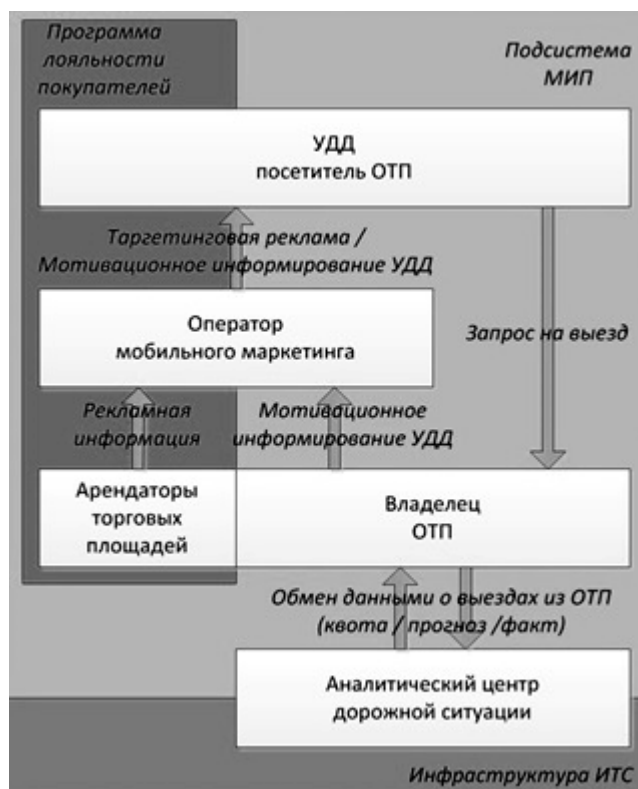 Программа
лояльности
покупателей
Подсистема
МИП
УДД
посетитель ОТП
Таргетинговая реклама /
Мотивационное информирование УДД
Оператор
мобильного маркетинга
Запрос на выезд
Рекламная
информация
Мотивационное
информирование УДД
Арендаторы
торговых
площадей
Владелец
ОТП
Обмен данными о выездах из ОТП
(квота / прогноз /факт)
Аналитический центр
дорожной ситуации
Инфраструктура ИТС